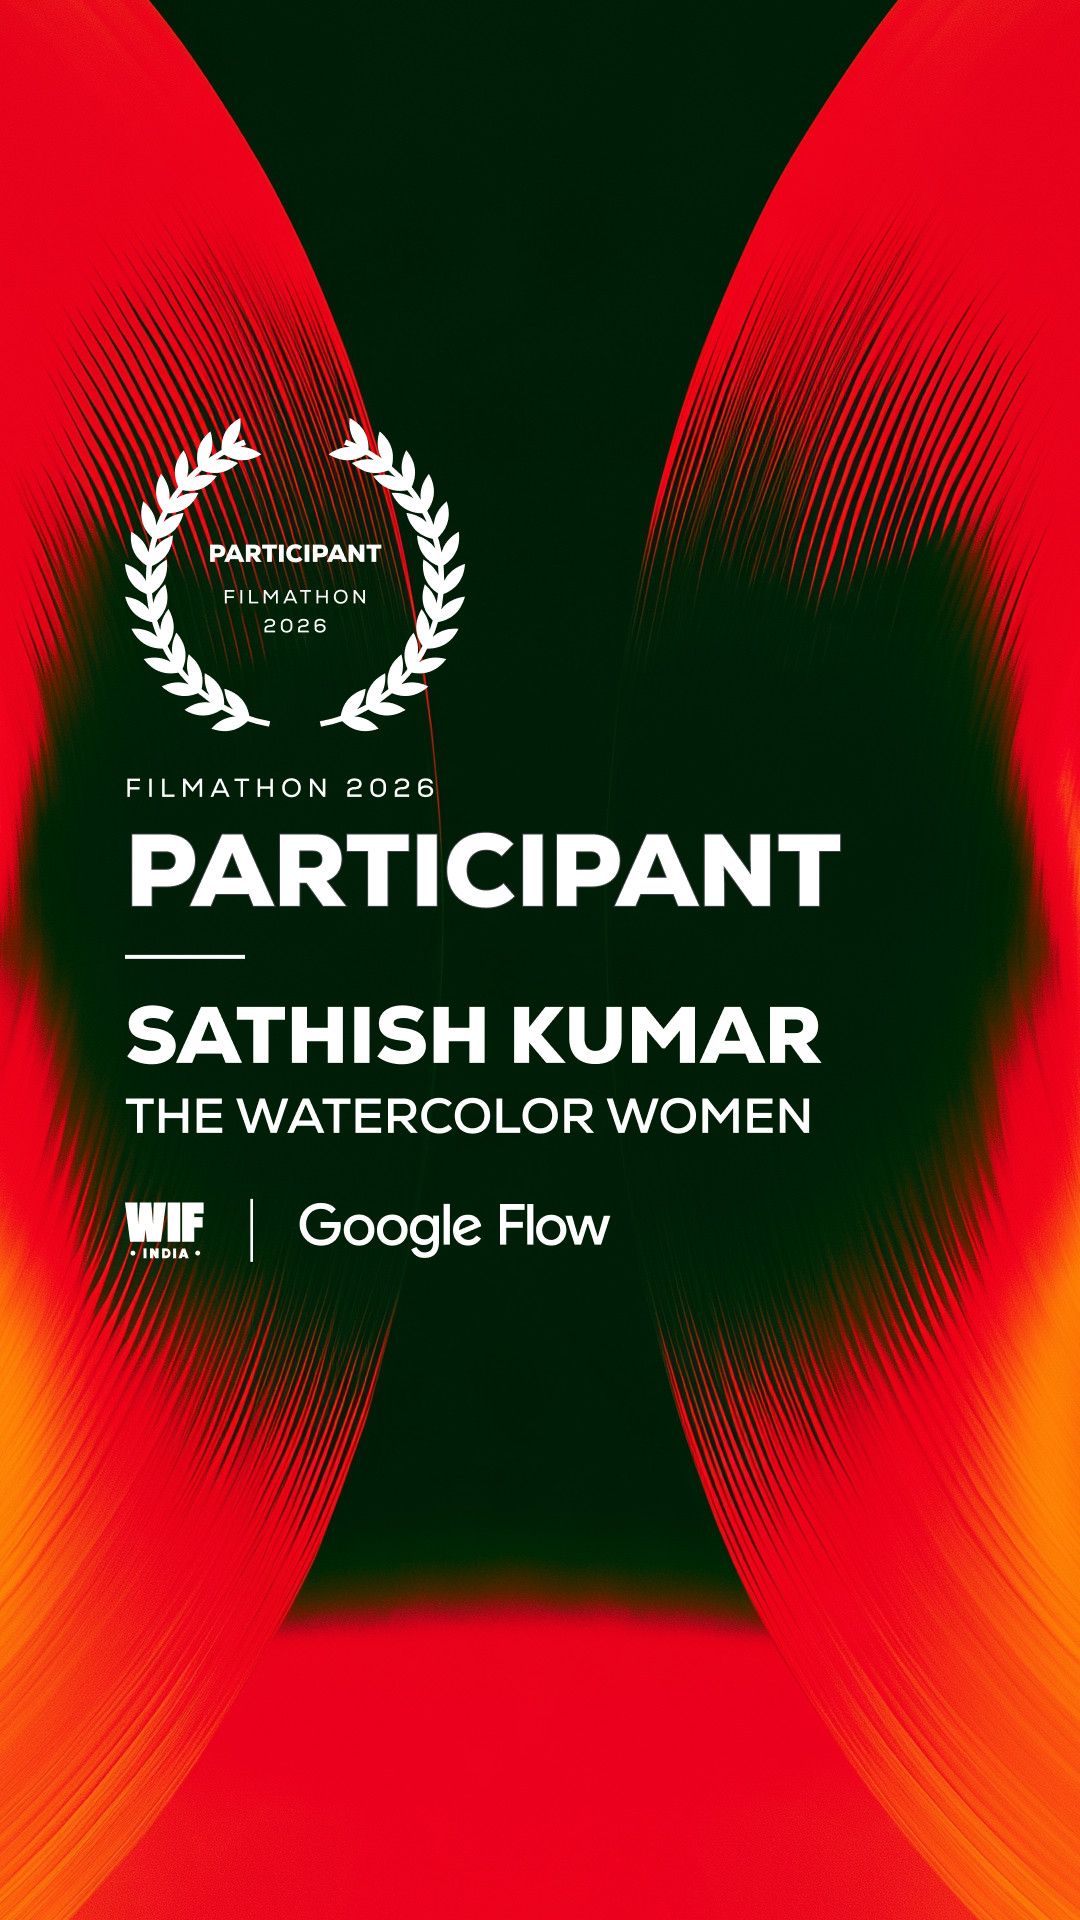 PARTICIPANT
FILMATHON
2026
FILMATHON 2026
PARTICIPANT
SATHISH KUMAR
THE WATERCOLOR WOMEN
WIF
• INDIA •
Google Flow